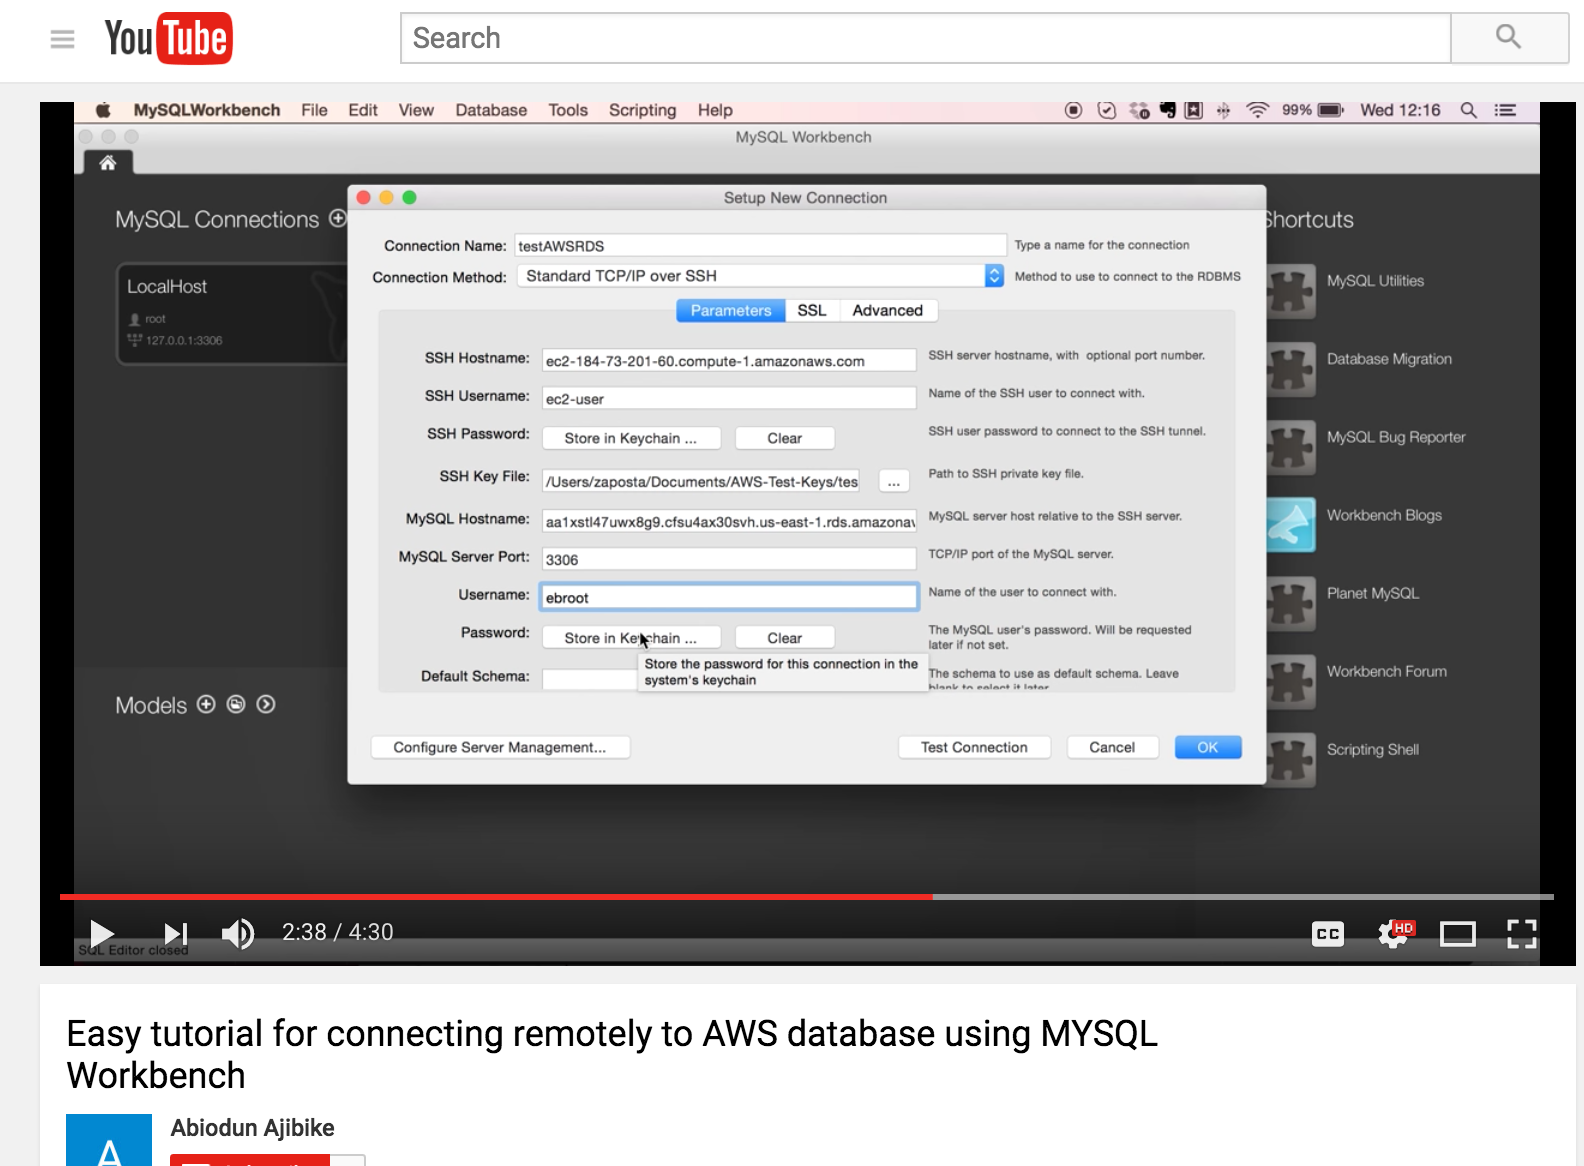 YouTube
Search
MySQLWorkbench File Edit View Database Tools Scripting Help 99% Wed 12:16
MySQL Workbench
MySQL Connections
LocalHost
root
127.0.0.1:3306
Models
Setup New Connection
Connection Name: testAWSRDS Type a name for the connection
Connection Method: Standard TCP/IP over SSH Method to use to connect to the RDBMS
Parameters SSL Advanced
SSH Hostname: ec2-184-73-201-60.compute-1.amazonaws.com SSH server hostname, with optional port number.
SSH Username: ec2-user Name of the SSH user to connect with.
SSH Password: Store in Keychain ... Clear SSH user password to connect to the SSH tunnel.
SSH Key File: /Users/zaposta/Documents/AWS-Test-Keys/tes ... Path to SSH private key file.
MySQL Hostname: aa1xstl47uwx8g9.cfsu4ax30svh.us-east-1.rds.amazonav MySQL server host relative to the SSH server.
MySQL Server Port: 3306 TCP/IP port of the MySQL server.
Username: ebroot Name of the user to connect with.
Password: Store in Keychain ... Clear The MySQL user's password. Will be requested
later if not set.
Store the password for this connection in the
system's keychain
Default Schema: The schema to use as default schema. Leave
blank to select it later.
Configure Server Management... Test Connection Cancel OK
Shortcuts
MySQL Utilities
Database Migration
MySQL Bug Reporter
Workbench Blogs
Planet MySQL
Workbench Forum
Scripting Shell
2:38 / 4:30 CC HD
SQL Editor closed
Easy tutorial for connecting remotely to AWS database using MYSQL
Workbench
A
Abiodun Ajibike